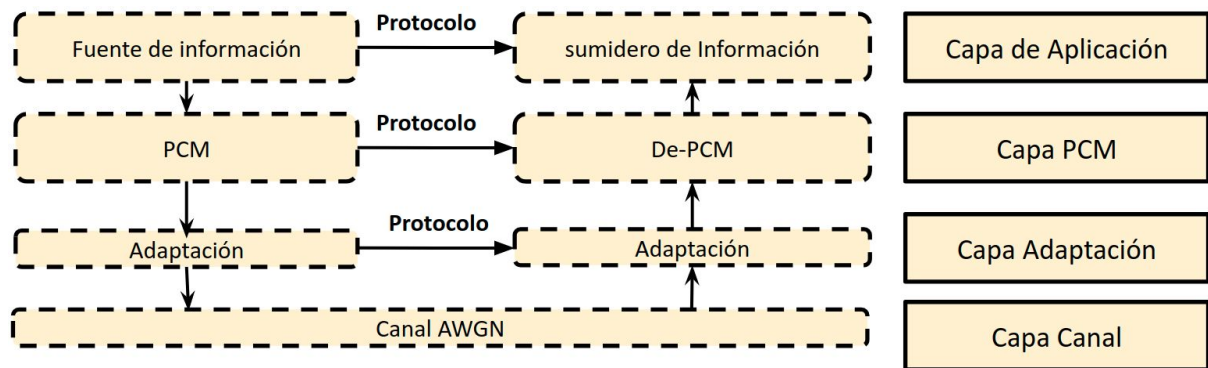 Protocolo
Fuente de información
sumidero de Información
Capa de Aplicación
Protocolo
PCM
De-PCM
Capa PCM
Protocolo
Adaptación
Adaptación
Capa Adaptación
Canal AWGN
Capa Canal